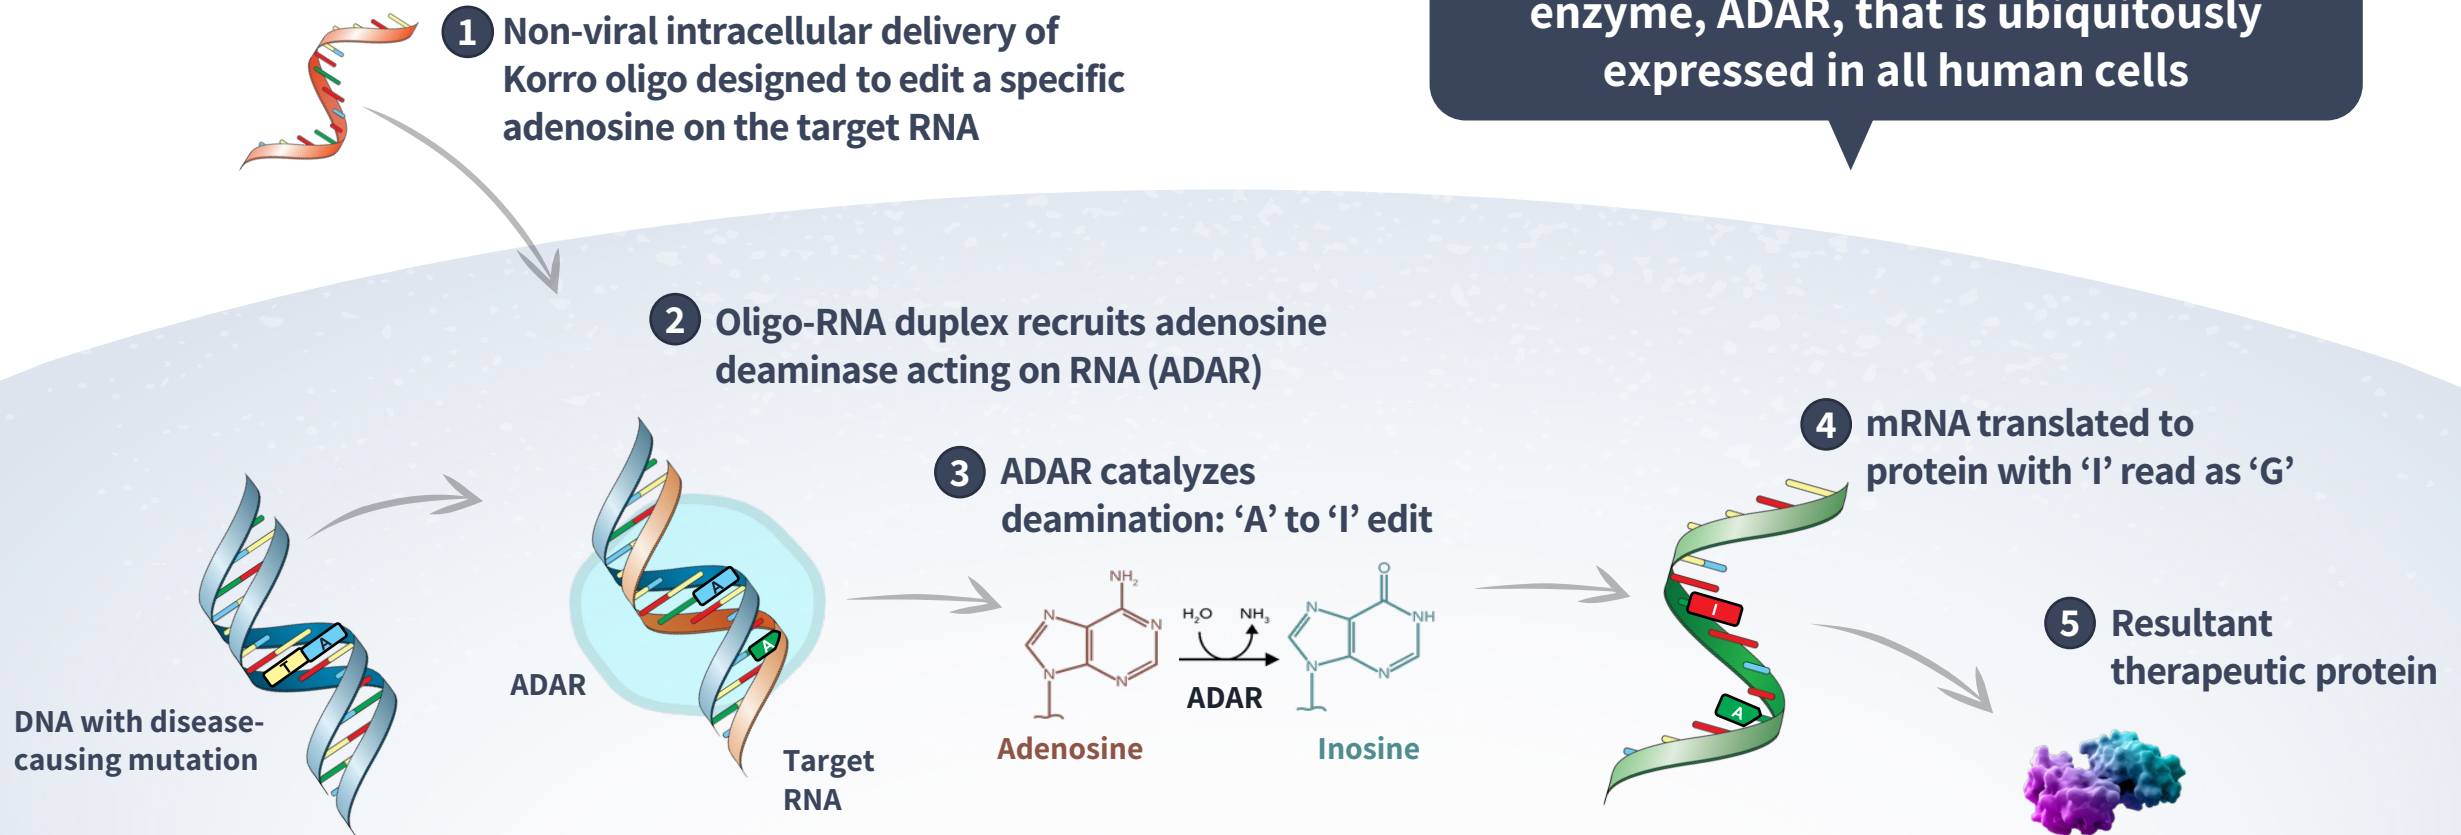 1 Non-viral intracellular delivery of
Korro oligo designed to edit a specific
adenosine on the target RNA
enzyme, ADAR, that is ubiquitously
expressed in all human cells
2 Oligo-RNA duplex recruits adenosine
deaminase acting on RNA (ADAR)
3 ADAR catalyzes
deamination: ‘A’ to ‘I’ edit
4 mRNA translated to
protein with ‘I’ read as ‘G’
5 Resultant
therapeutic protein
DNA with disease-
causing mutation
T A
ADAR
A
A
Target
RNA
NH₂
N
N
N
N
Adenosine
H₂O NH₃
ADAR
O
N
NH
N
N
Inosine
I
A